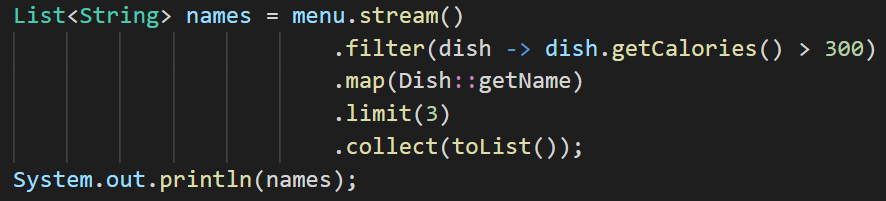 List<String> names = menu.stream()
.filter(dish -> dish.getCalories() > 300)
.map(Dish::getName)
.limit(3)
.collect(toList());
System.out.println(names);